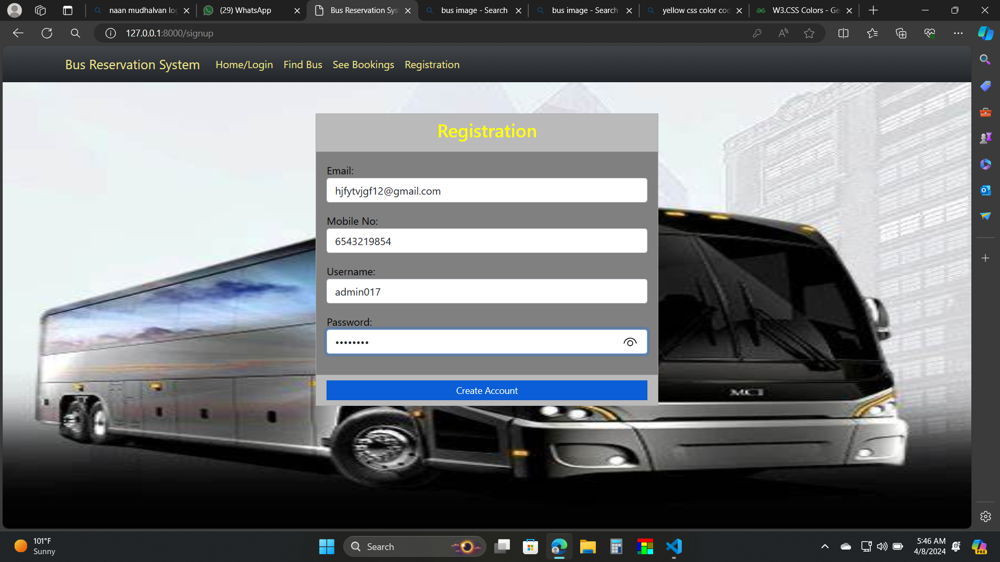 naan mudhalvan log
(29) WhatsApp
Bus Reservation Sys
bus image - Search
bus image - Search
yellow css color cod
W3.CSS Colors - Ge
127.0.0.1:8000/signup
Bus Reservation System
Home/Login
Find Bus
See Bookings
Registration
Registration
Email:
hjfytvjgf12@gmail.com
Mobile No:
6543219854
Username:
admin017
Password:
••••••••
Create Account
MCI
101°F
Sunny
Search
5:46 AM
4/8/2024
PRE